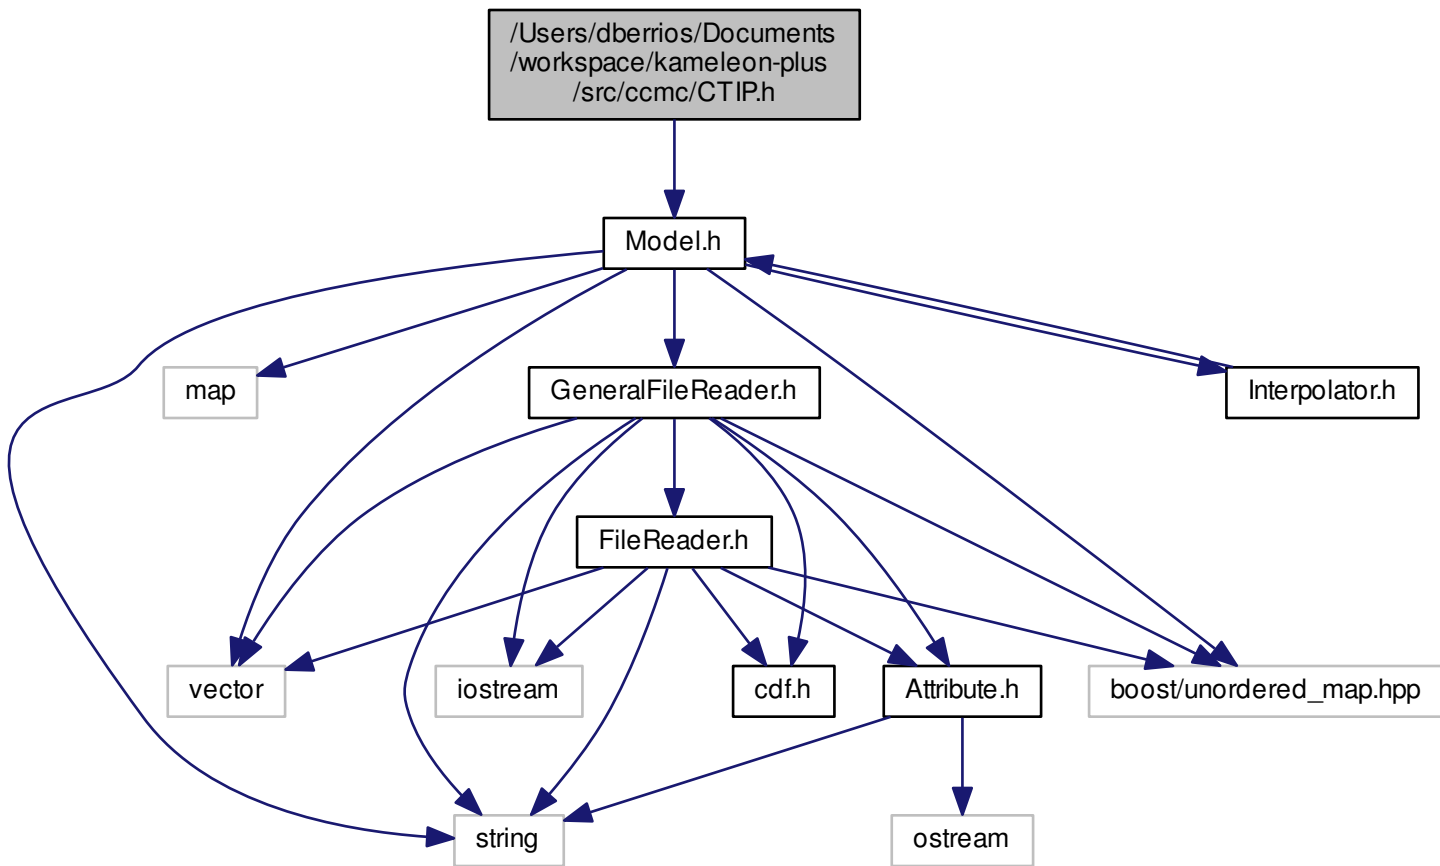 /Users/dberrios/Documents
/workspace/kameleon-plus
/src/ccmc/CTIP.h
Model.h
map
GeneralFileReader.h
Interpolator.h
FileReader.h
vector
iostream
cdf.h
Attribute.h
boost/unordered_map.hpp
string
ostream